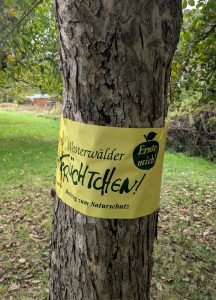 Westerwälder
FRÜCHTCHEN!
Beitrag zum Naturschutz
Ernte
mich